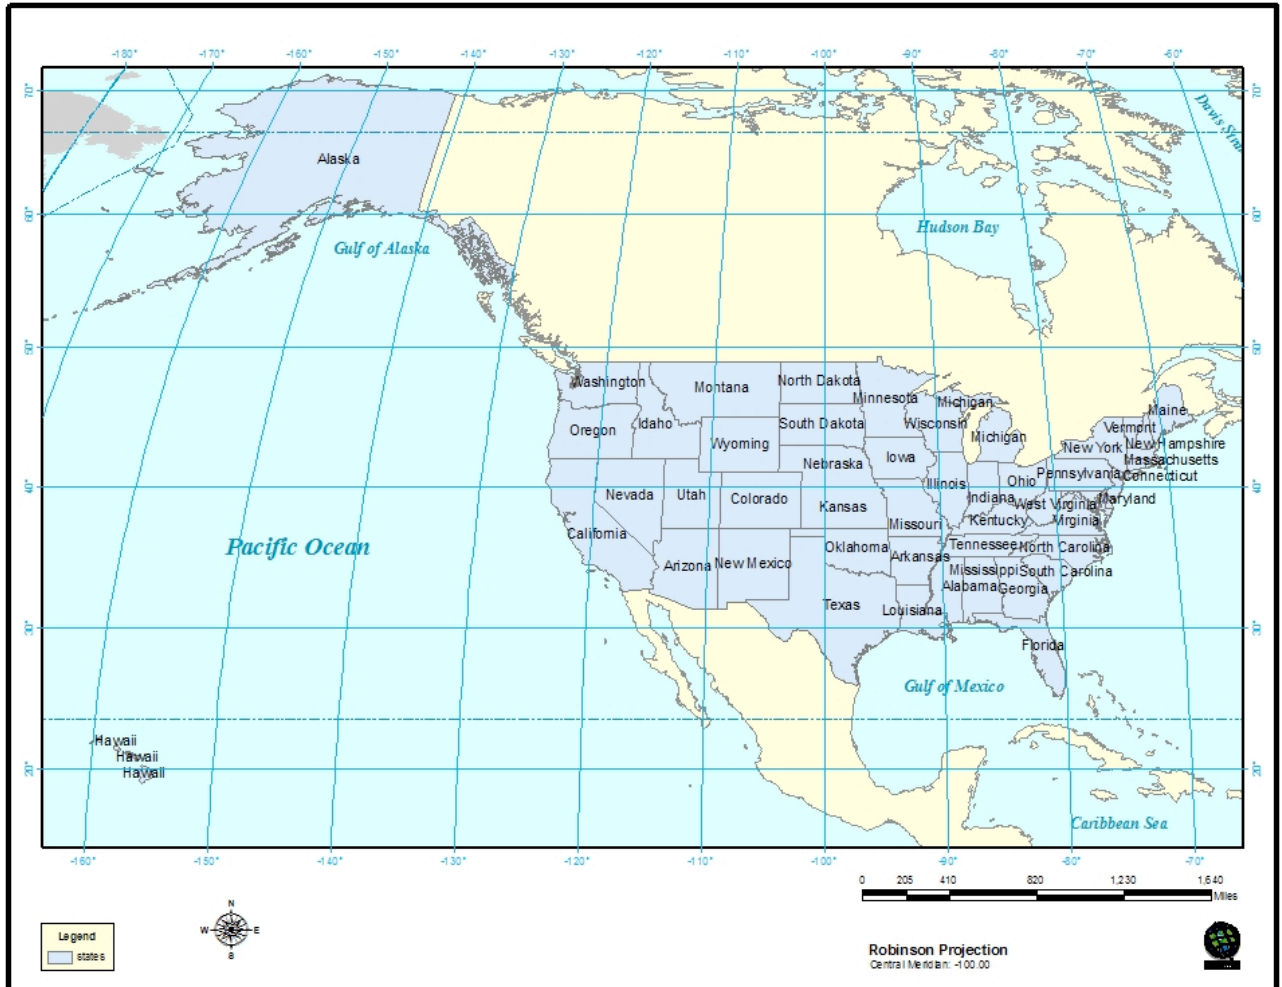 -180° -170° -160° -150° -140° -130° -120° -110° -100° -90° -80° -70° -60°
70° 70°
Davis Strait
Alaska
60° 60°
Hudson Bay
Gulf of Alaska
50° 50°
Washington Montana North Dakota
Minnesota Michigan
Maine
Oregon Idaho South Dakota Wisconsin Vermont
Michigan
Wyoming New York New Hampshire
Nebraska Iowa Massachusetts
Pennsylvania Connecticut
40° Illinois Ohio 40°
Nevada Utah Colorado Indiana Maryland
Kansas West Virginia
Missouri Kentucky Virginia
California
Pacific Ocean Oklahoma Tennessee North Carolina
Arkansas
Arizona New Mexico Mississippi South Carolina
Alabama Georgia
Texas Louisiana
30° 30°
Florida
Gulf of Mexico
Hawaii
Hawaii
Hawaii
20° 20°
Caribbean Sea
-160° -150° -140° -130° -120° -110° -100° -90° -80° -70°
0 205 410 820 1,230 1,640
Miles
N
W E
S
Legend
states
Robinson Projection
Central Meridian: -100.00